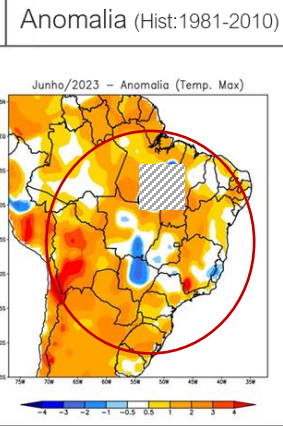 Anomalia (Hist:1981-2010)
Junho/2023 – Anomalia (Temp. Max)
75W 70W 65W 60W 55W 50W 45W 40W 35W
-4 -3 -2 -1 -0.5 0.5 1 2 3 4